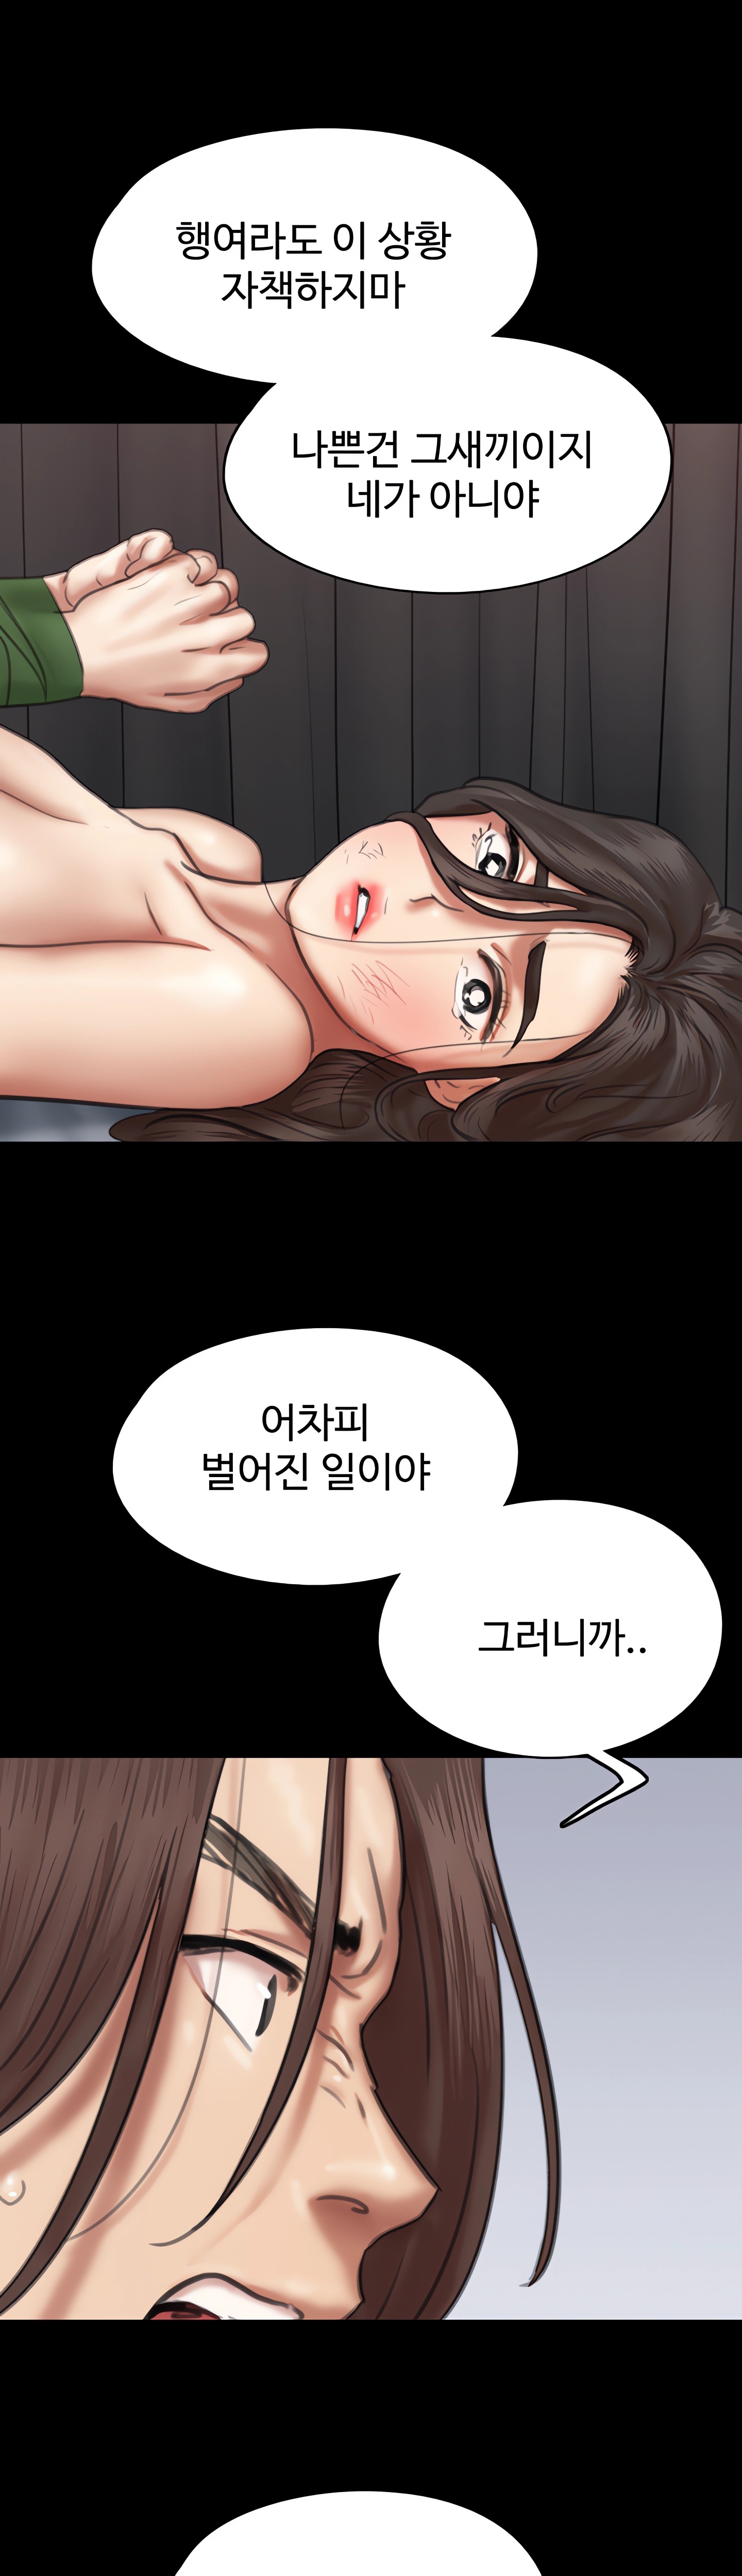 행여라도 이 상황
자책하지마
나쁜건 그새끼이지
네가 아니야
어차피
벌어진 일이야
그러니까..